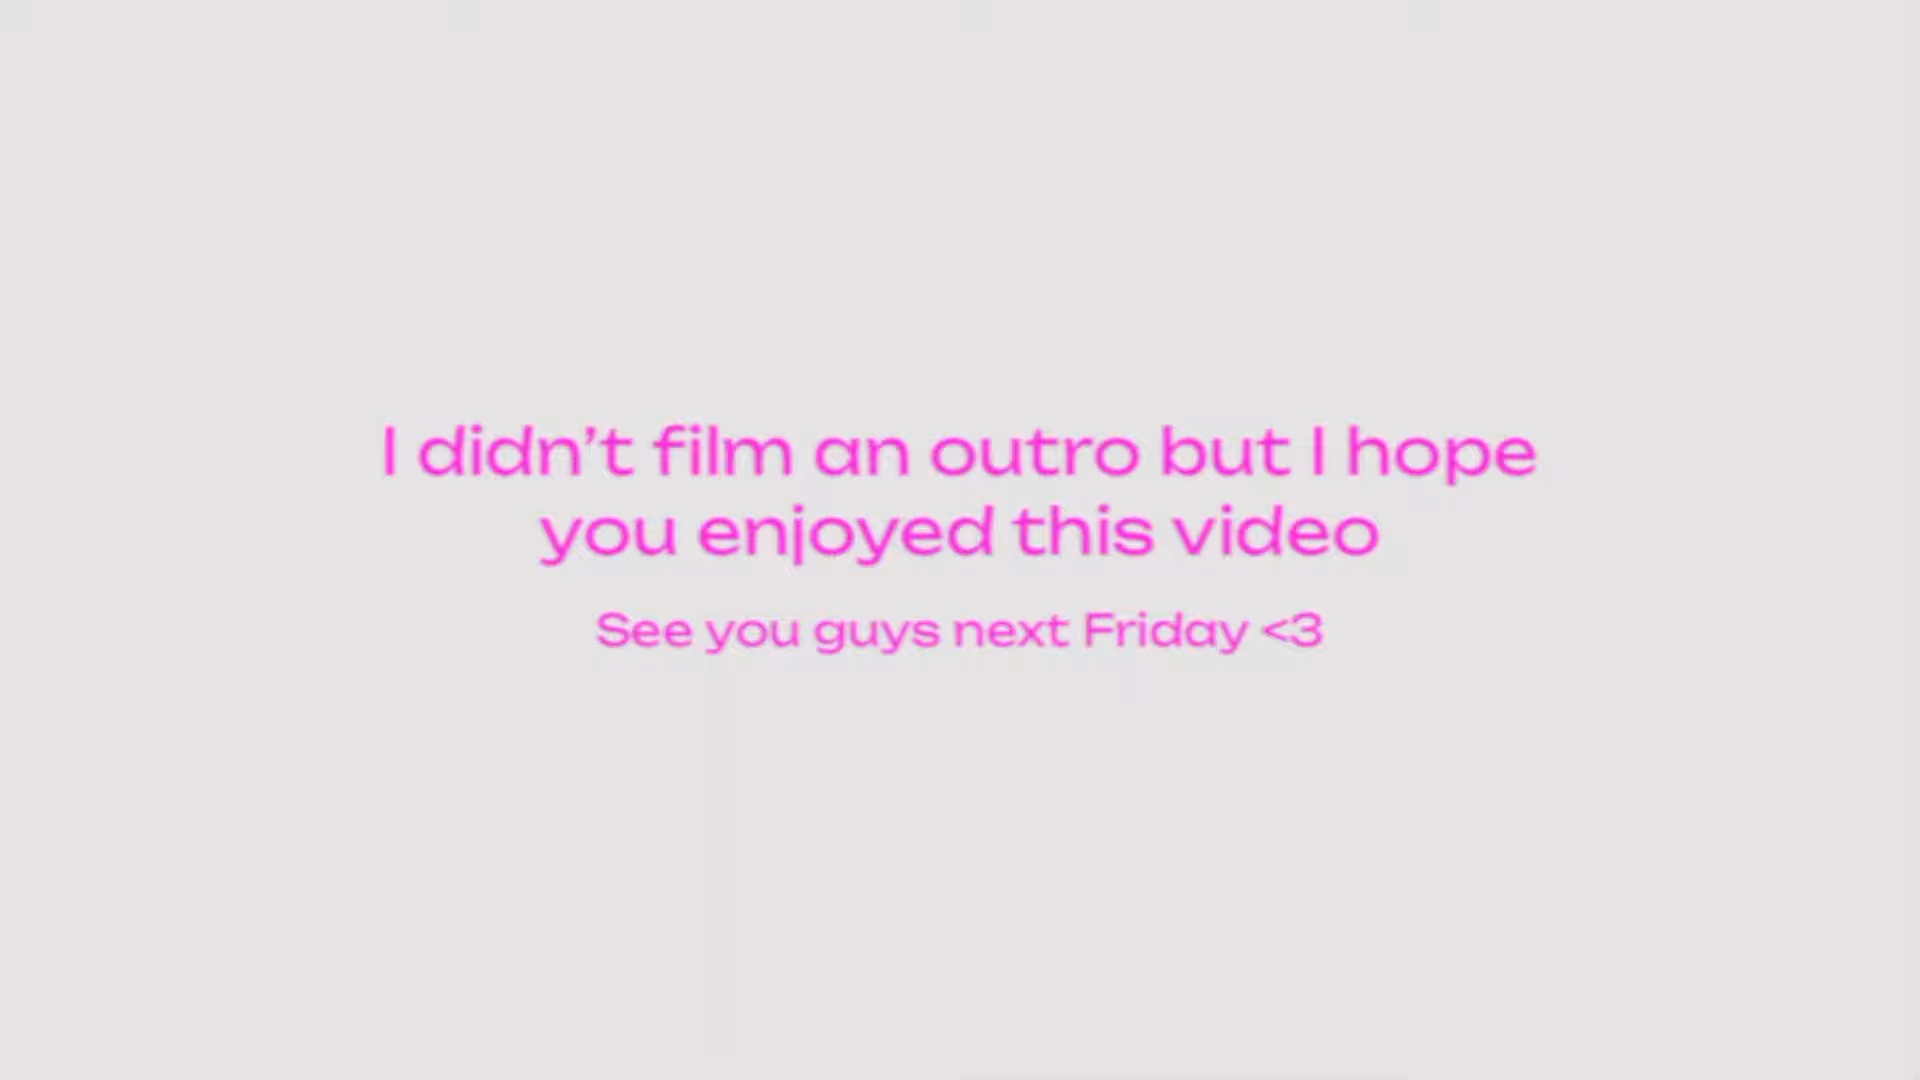 I didn’t film an outro but I hope
you enjoyed this video
See you guys next Friday <3